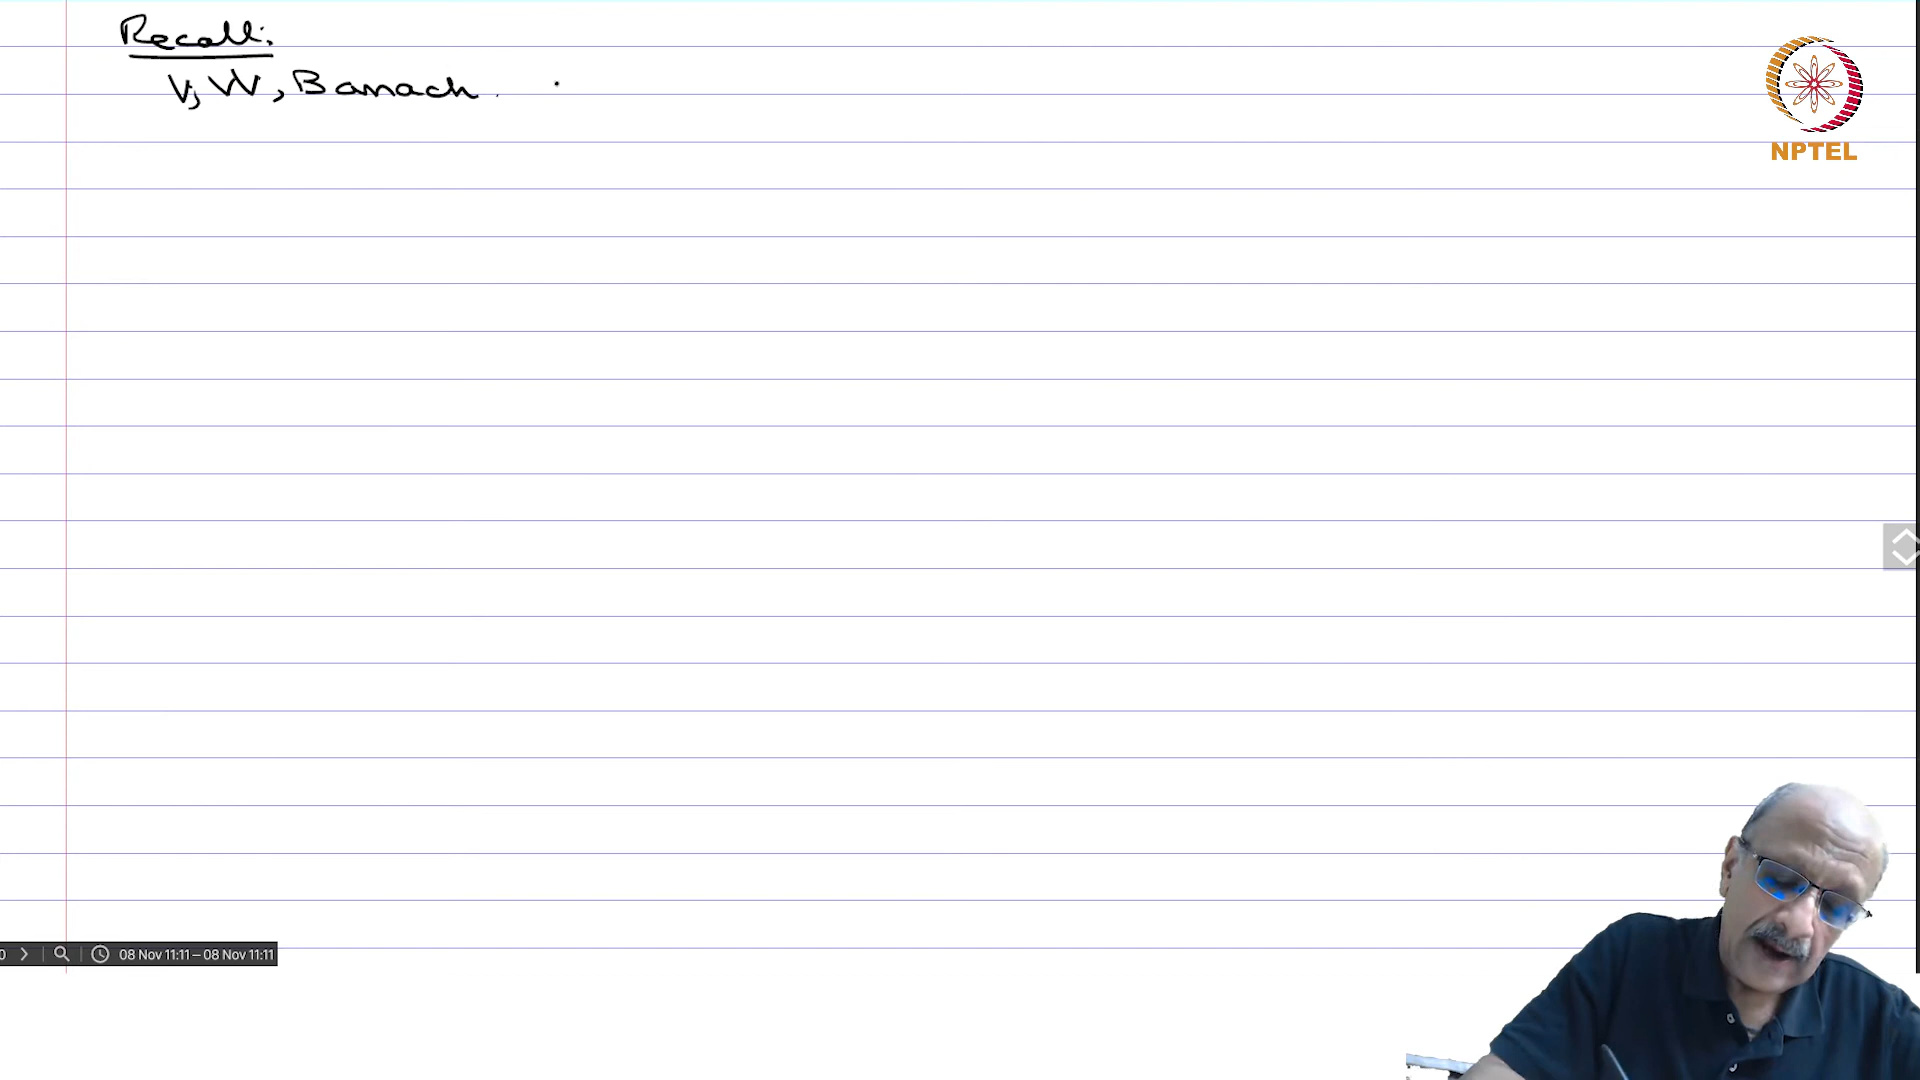 Recall:
V, W, Banach.
NPTEL
08 Nov 11:11 – 08 Nov 11:11